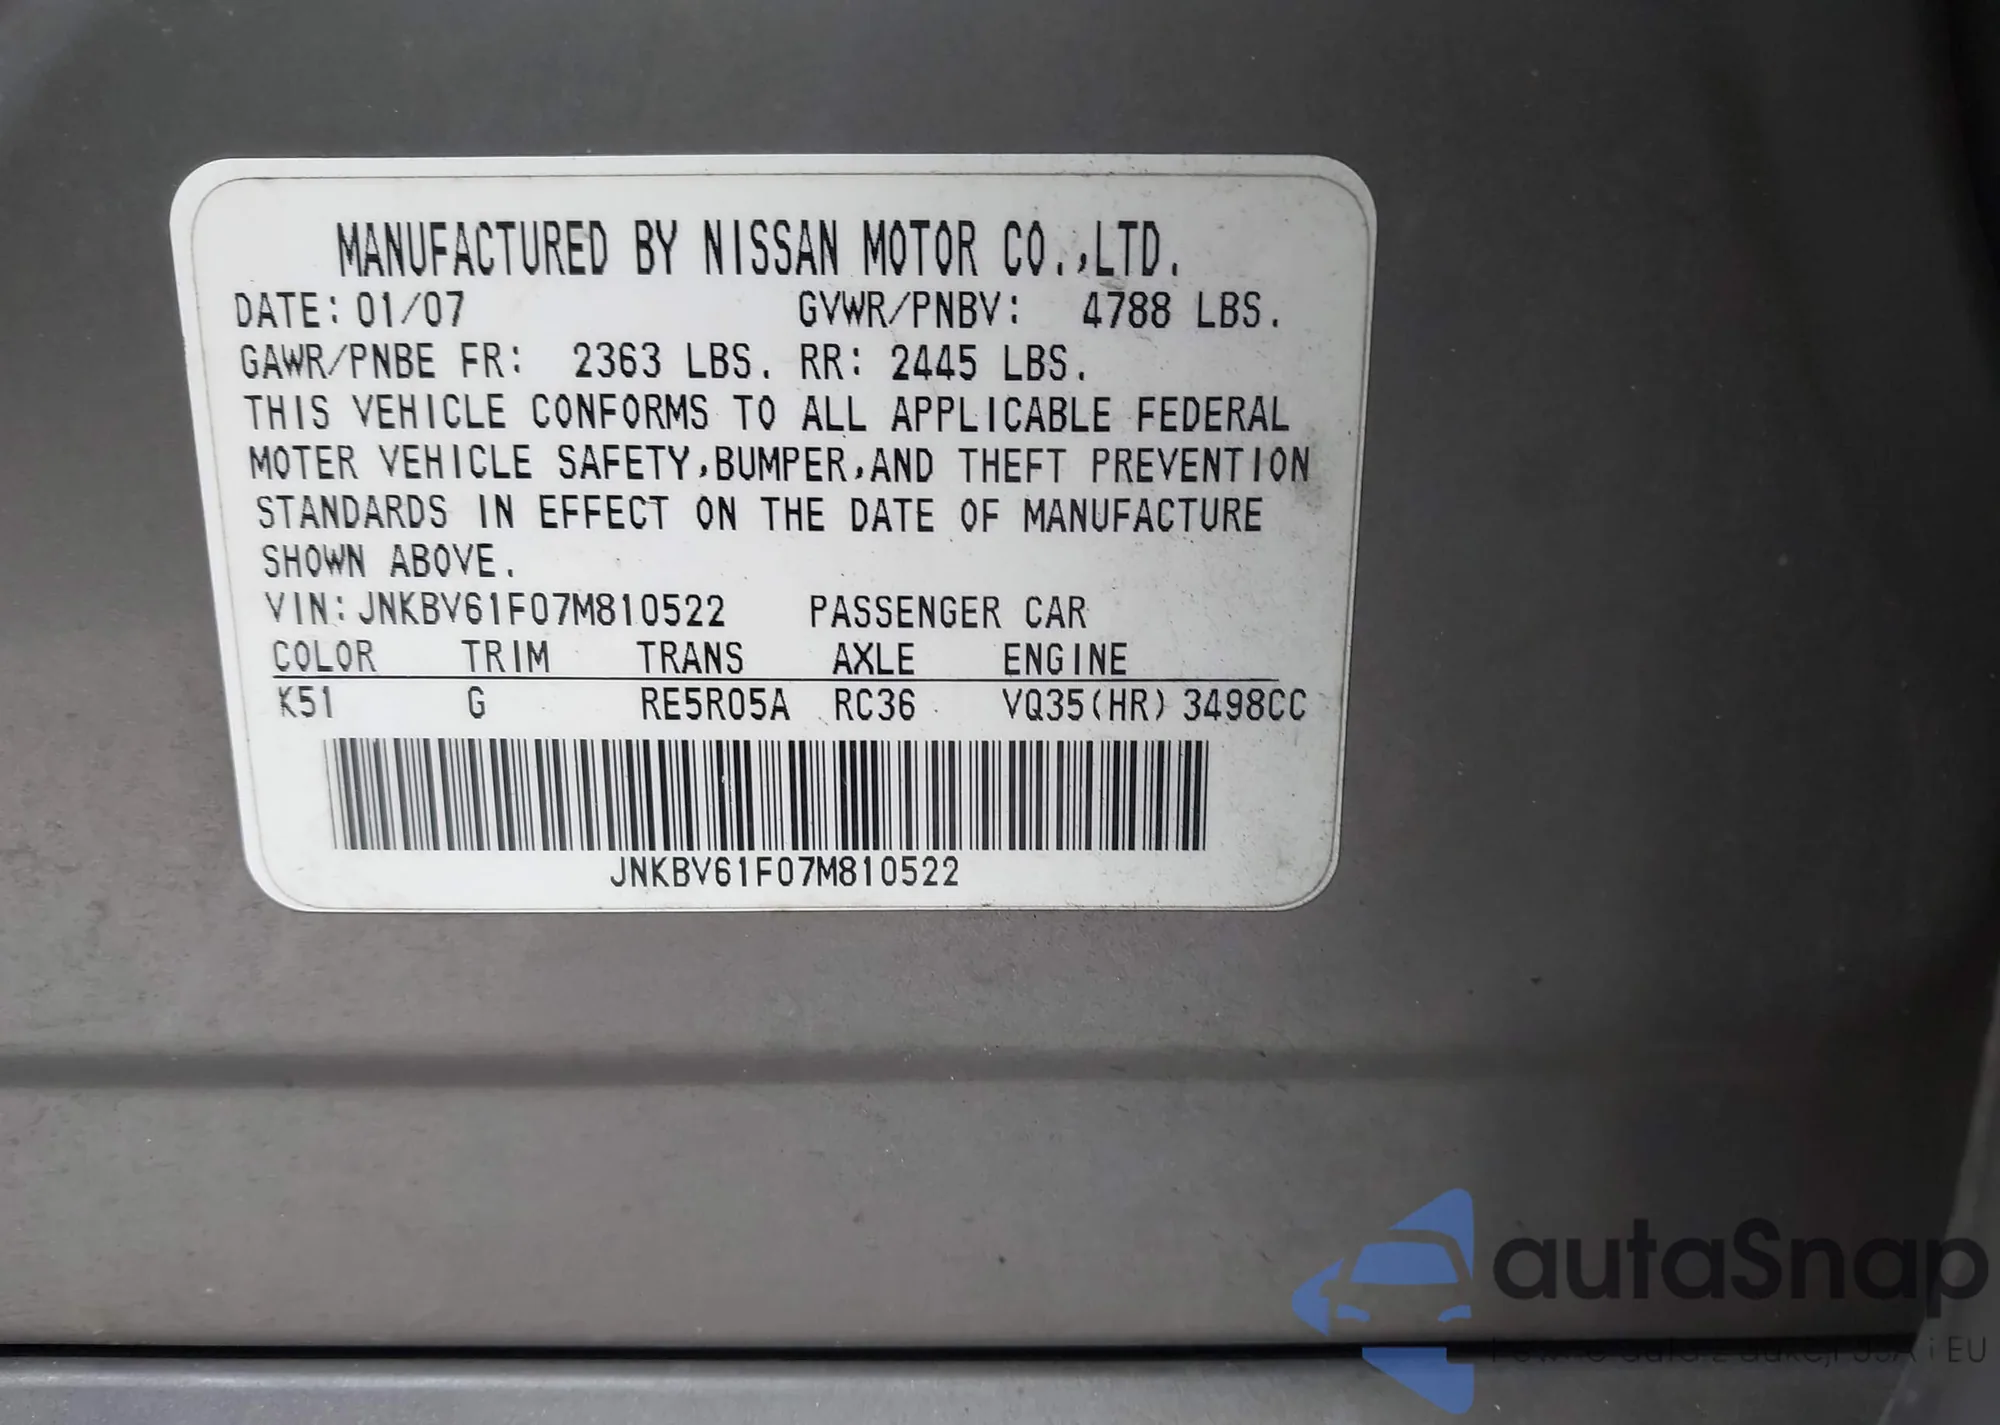 MANUFACTURED BY NISSAN MOTOR CO.,LTD.
DATE: 01/07 GVWR/PNBV: 4788 LBS.
GAWR/PNBE FR: 2363 LBS. RR: 2445 LBS.
THIS VEHICLE CONFORMS TO ALL APPLICABLE FEDERAL
MOTER VEHICLE SAFETY,BUMPER,AND THEFT PREVENTION
STANDARDS IN EFFECT ON THE DATE OF MANUFACTURE
SHOWN ABOVE.
VIN: JNKBV61F07M810522 PASSENGER CAR
COLOR TRIM TRANS AXLE ENGINE
K51 G RE5R05A RC36 VQ35(HR) 3498CC
JNKBV61F07M810522
autaSnap
i EU